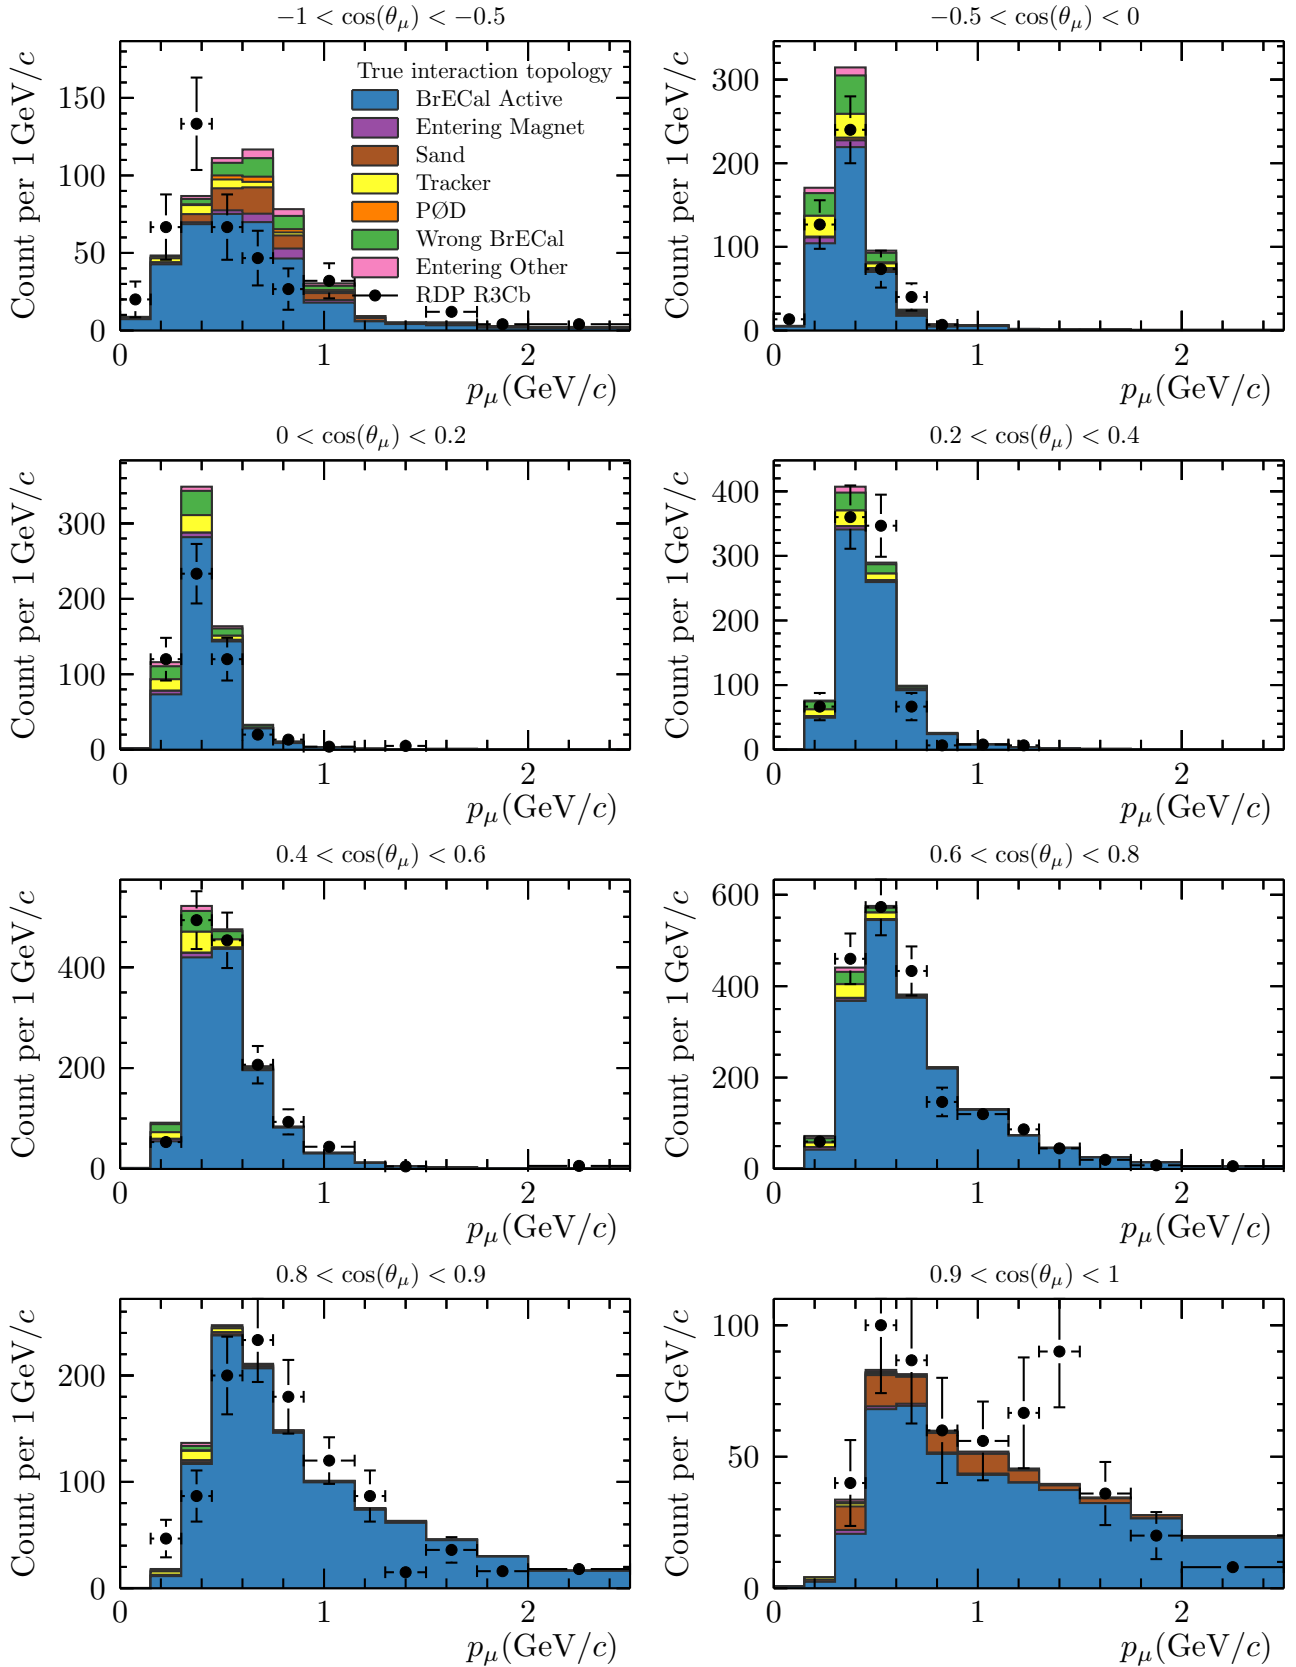 −1 < cos(θμ) < −0.5
Count per 1 GeV/c
150
100
50
0
0 1 2
pμ(GeV/c)
True interaction topology
BrECal Active
Entering Magnet
Sand
Tracker
PØD
Wrong BrECal
Entering Other
RDP R3Cb
−0.5 < cos(θμ) < 0
Count per 1 GeV/c
300
200
100
0
0 1 2
pμ(GeV/c)
0 < cos(θμ) < 0.2
Count per 1 GeV/c
300
200
100
0
0 1 2
pμ(GeV/c)
0.2 < cos(θμ) < 0.4
Count per 1 GeV/c
400
300
200
100
0
0 1 2
pμ(GeV/c)
0.4 < cos(θμ) < 0.6
Count per 1 GeV/c
400
200
0
0 1 2
pμ(GeV/c)
0.6 < cos(θμ) < 0.8
Count per 1 GeV/c
600
400
200
0
0 1 2
pμ(GeV/c)
0.8 < cos(θμ) < 0.9
Count per 1 GeV/c
200
100
0
0 1 2
pμ(GeV/c)
0.9 < cos(θμ) < 1
Count per 1 GeV/c
100
50
0
0 1 2
pμ(GeV/c)